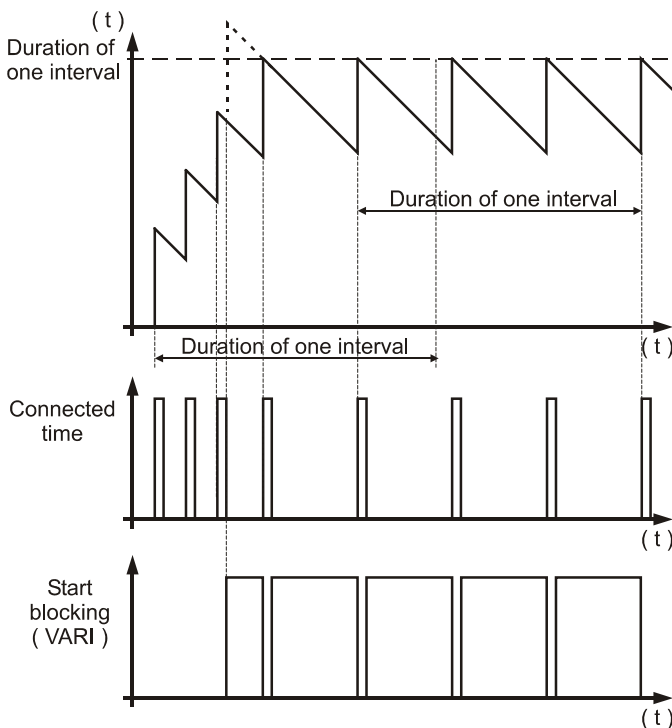 ( t )
Duration of
one interval
Duration of one interval
( t )
Duration of one interval
Connected
time
( t )
Start
blocking
( VARI )
( t )